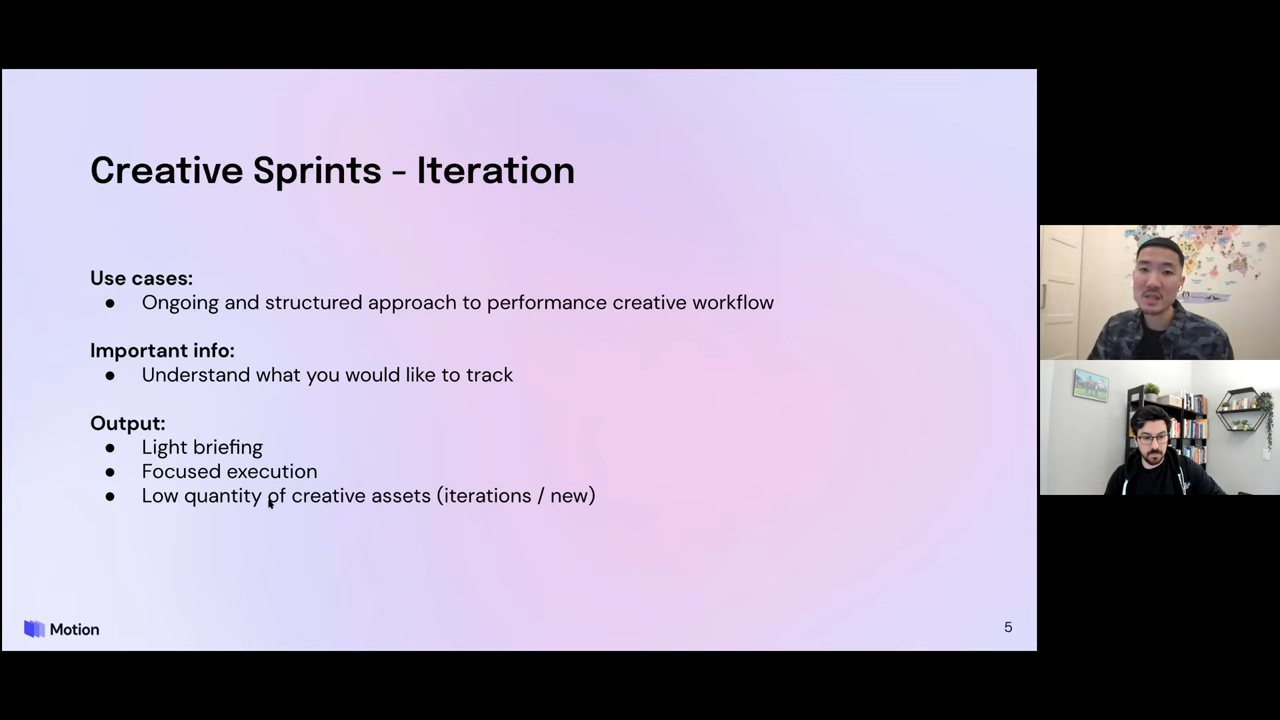 Creative Sprints – Iteration
Use cases:
● Ongoing and structured approach to performance creative workflow
Important info:
● Understand what you would like to track
Output:
● Light briefing
● Focused execution
● Low quantity of creative assets (iterations / new)
Motion
5